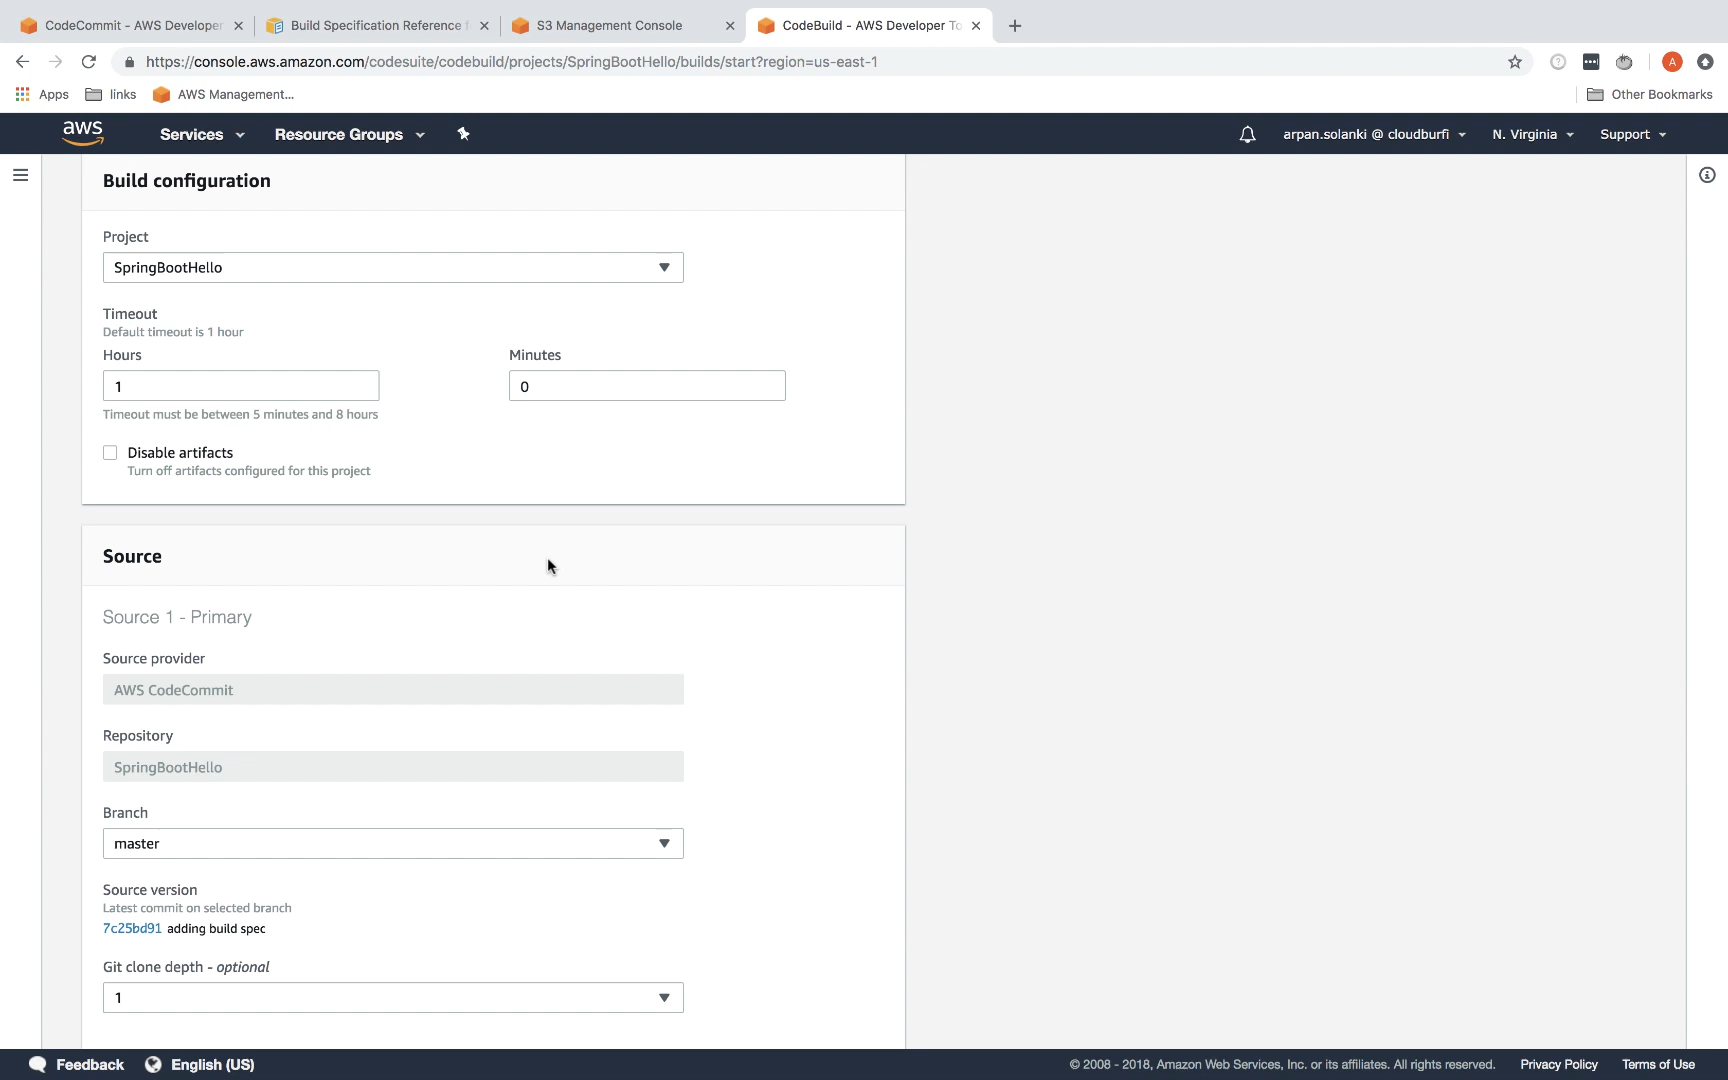 CodeCommit - AWS Developer
Build Specification Reference f
S3 Management Console
CodeBuild - AWS Developer To
https://console.aws.amazon.com/codesuite/codebuild/projects/SpringBootHello/builds/start?region=us-east-1
A
Apps
links
AWS Management...
Other Bookmarks
aws
Services
Resource Groups
arpan.solanki @ cloudburfi
N. Virginia
Support
Build configuration
Project
SpringBootHello
Timeout
Default timeout is 1 hour
Hours
Minutes
1
0
Timeout must be between 5 minutes and 8 hours
Disable artifacts
Turn off artifacts configured for this project
Source
Source 1 - Primary
Source provider
AWS CodeCommit
Repository
SpringBootHello
Branch
master
Source version
Latest commit on selected branch
7c25bd91 adding build spec
Git clone depth - optional
1
Feedback
English (US)
© 2008 - 2018, Amazon Web Services, Inc. or its affiliates. All rights reserved.
Privacy Policy
Terms of Use